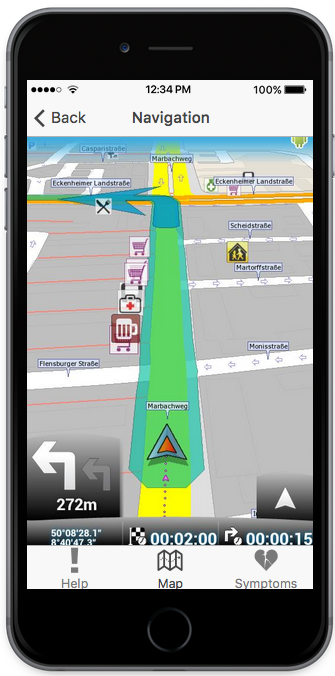 12:34 PM
100%
Back
Navigation
P
Casparistraße
Marbachweg
Eckenheimer Landstraße
Eckenheimer Landstraße
Scheidstraße
Martorffstraße
Monisstraße
Flensburger Straße
Marbachweg
272m
50°08'28.1"
8°40'47.3"
00:02:00
00:00:15
Help
Map
Symptoms